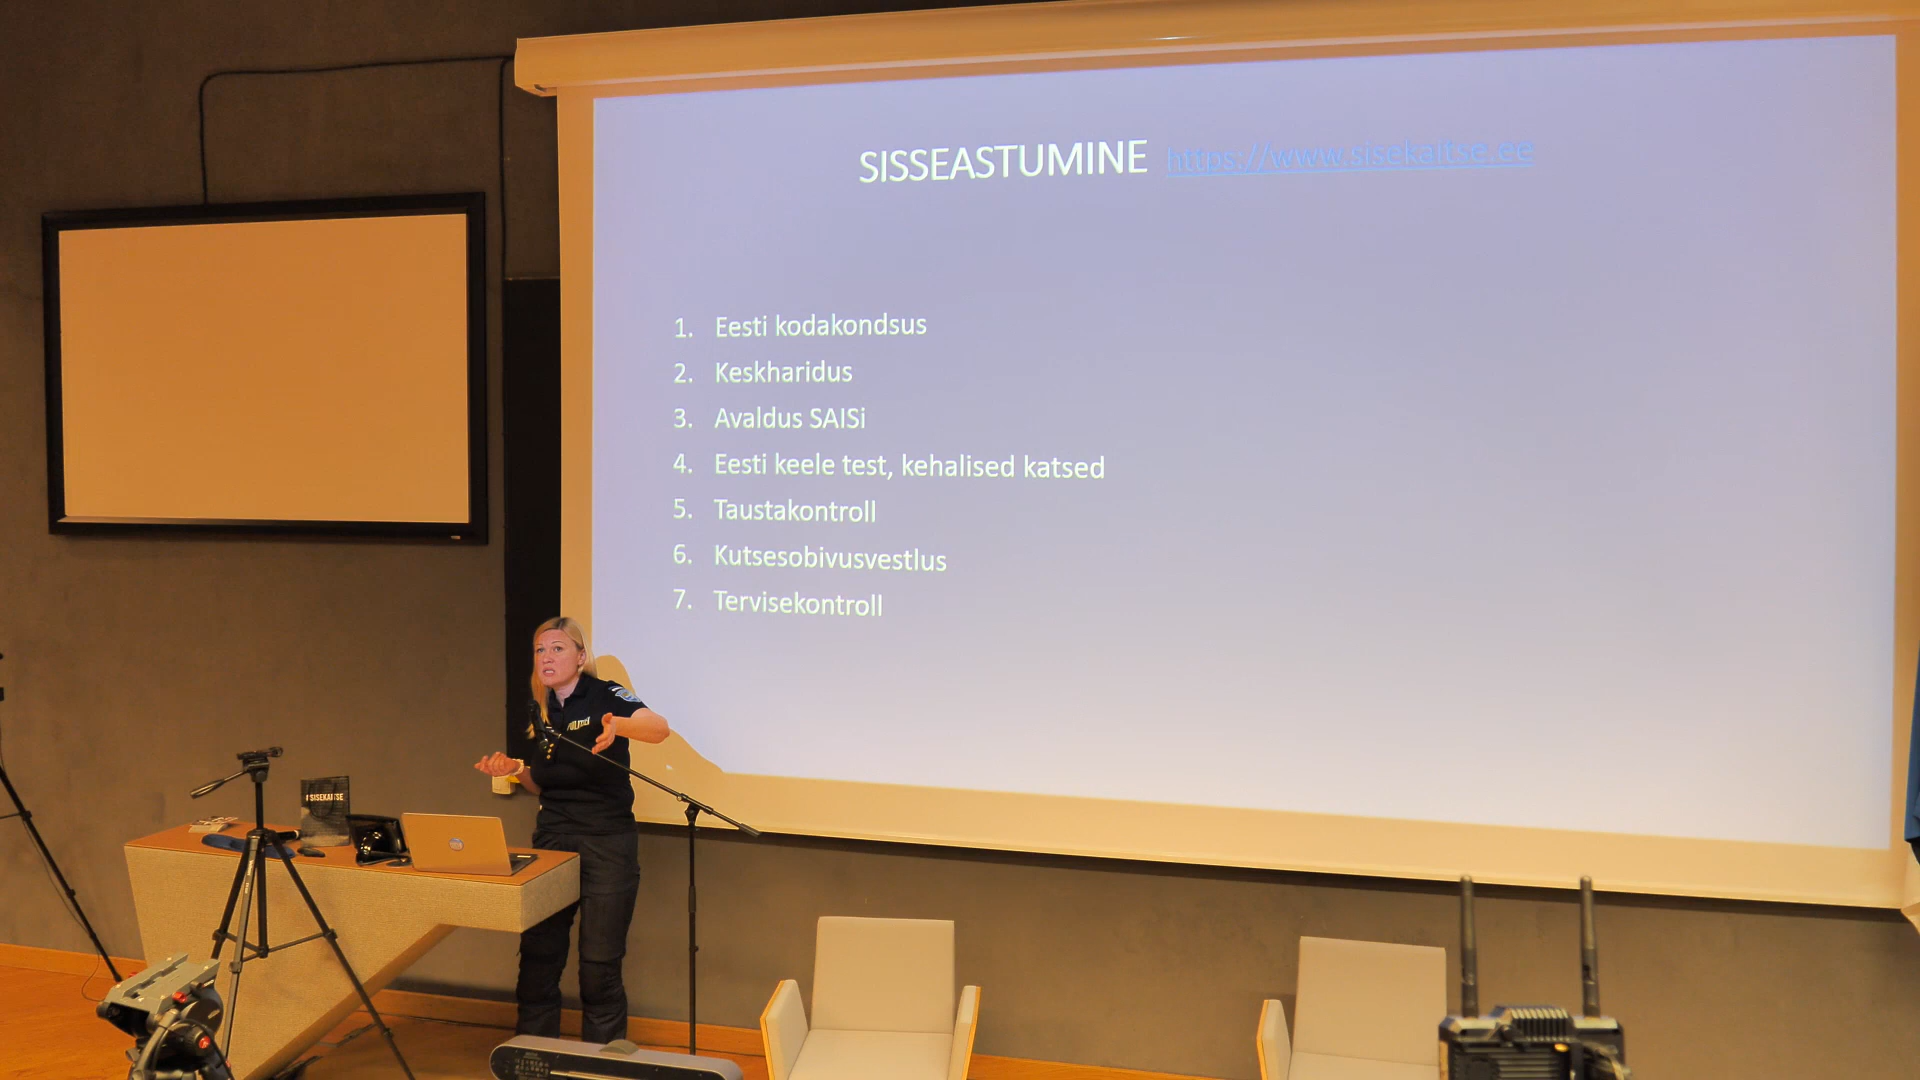 SISSEASTUMINE https://www.sisekaitse.ee
1. Eesti kodakondsus
2. Keskharidus
3. Avaldus SAISi
4. Eesti keele test, kehalised katsed
5. Taustakontroll
6. Kutsesobivusvestlus
7. Tervisekontroll
SISEKAITSE